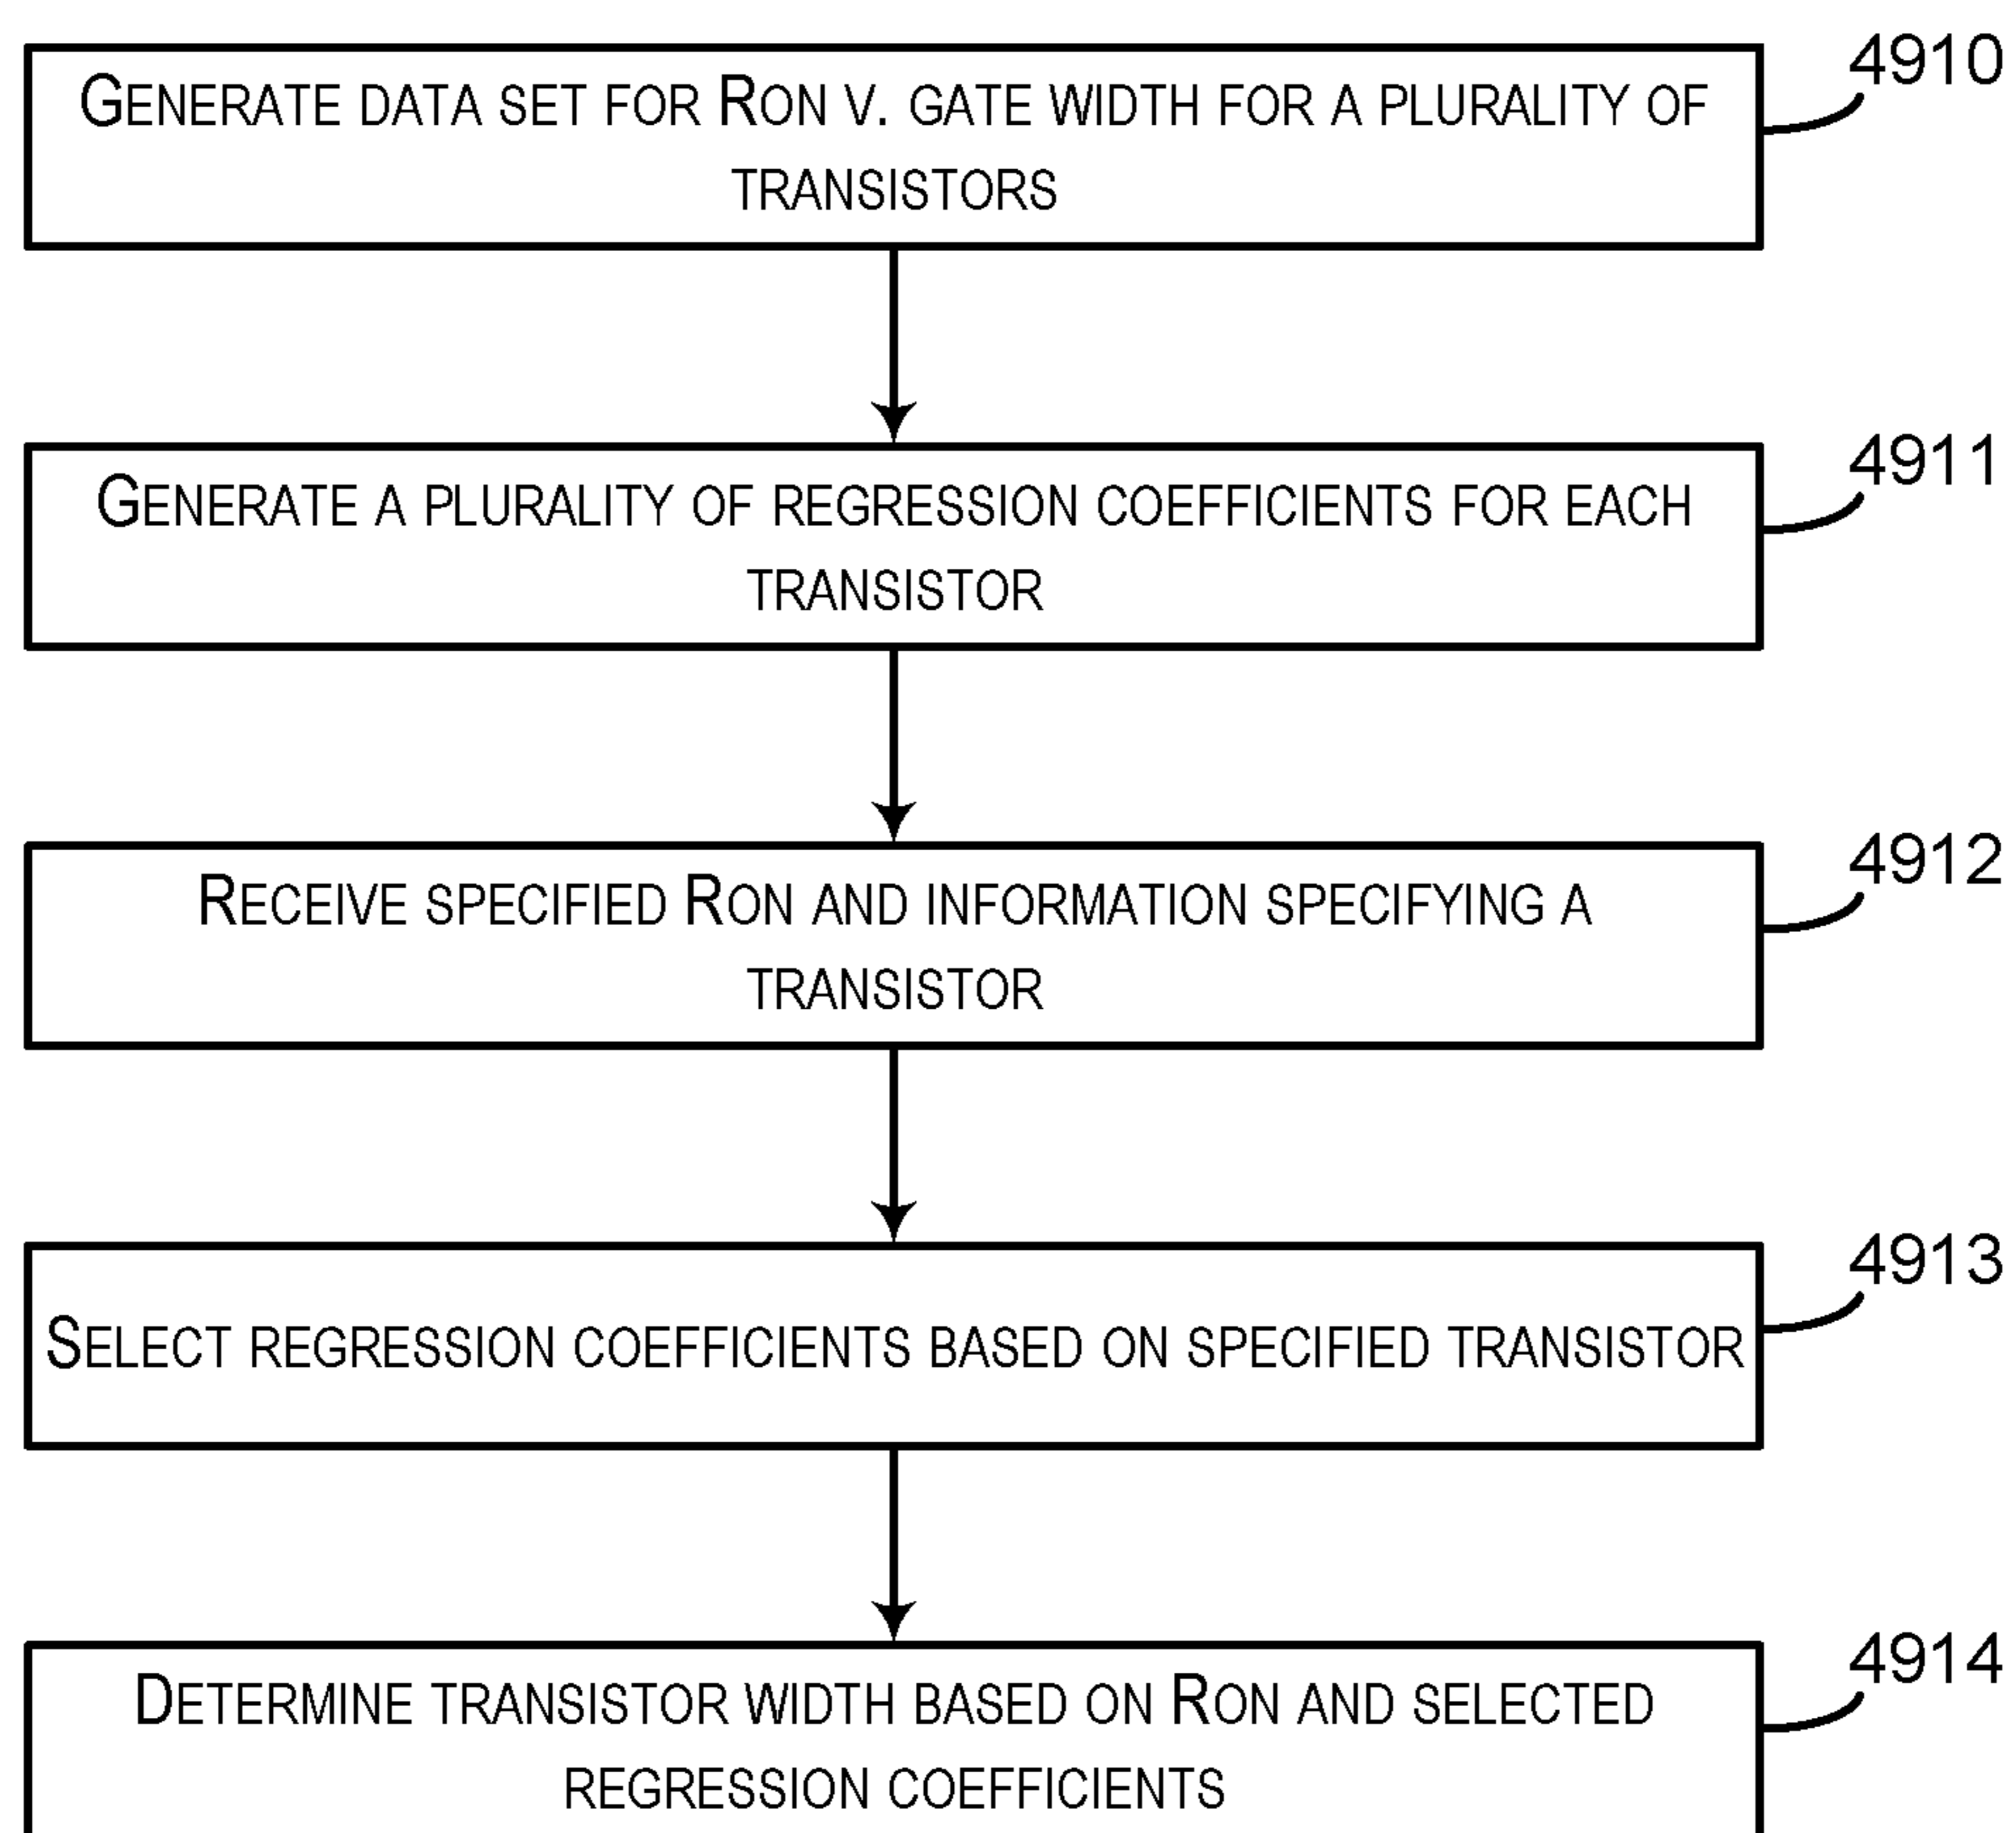 GENERATE DATA SET FOR RON V. GATE WIDTH FOR A PLURALITY OF
TRANSISTORS
4910
GENERATE A PLURALITY OF REGRESSION COEFFICIENTS FOR EACH
TRANSISTOR
4911
RECEIVE SPECIFIED RON AND INFORMATION SPECIFYING A
TRANSISTOR
4912
SELECT REGRESSION COEFFICIENTS BASED ON SPECIFIED TRANSISTOR
4913
DETERMINE TRANSISTOR WIDTH BASED ON RON AND SELECTED
REGRESSION COEFFICIENTS
4914